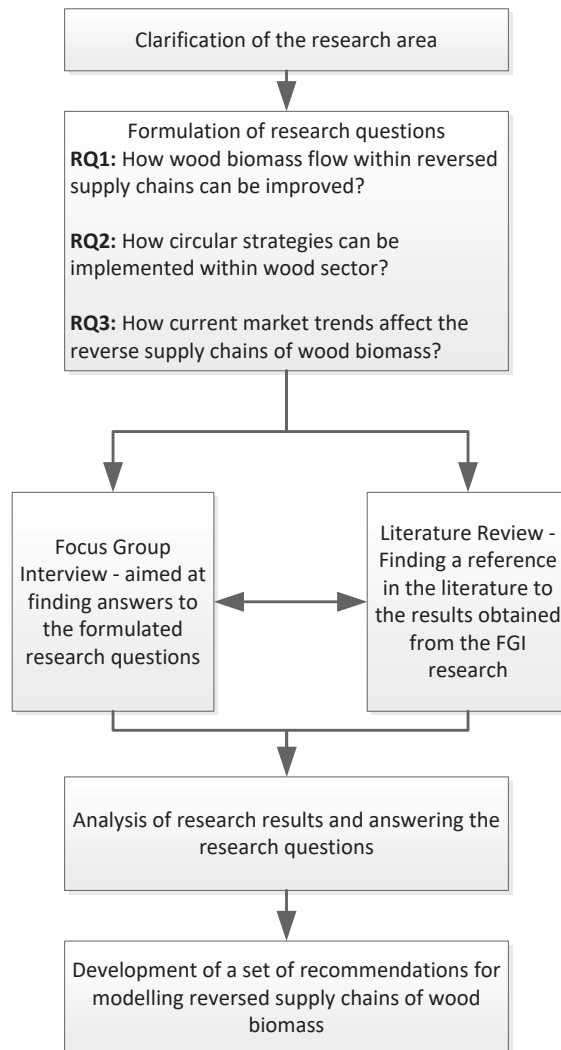 Clarification of the research area
Formulation of research questions
RQ1: How wood biomass flow within reversed
supply chains can be improved?
RQ2: How circular strategies can be
implemented within wood sector?
RQ3: How current market trends affect the
reverse supply chains of wood biomass?
Focus Group
Interview - aimed at
finding answers to
the formulated
research questions
Literature Review -
Finding a reference
in the literature to
the results obtained
from the FGI
research
Analysis of research results and answering the
research questions
Development of a set of recommendations for
modelling reversed supply chains of wood
biomass